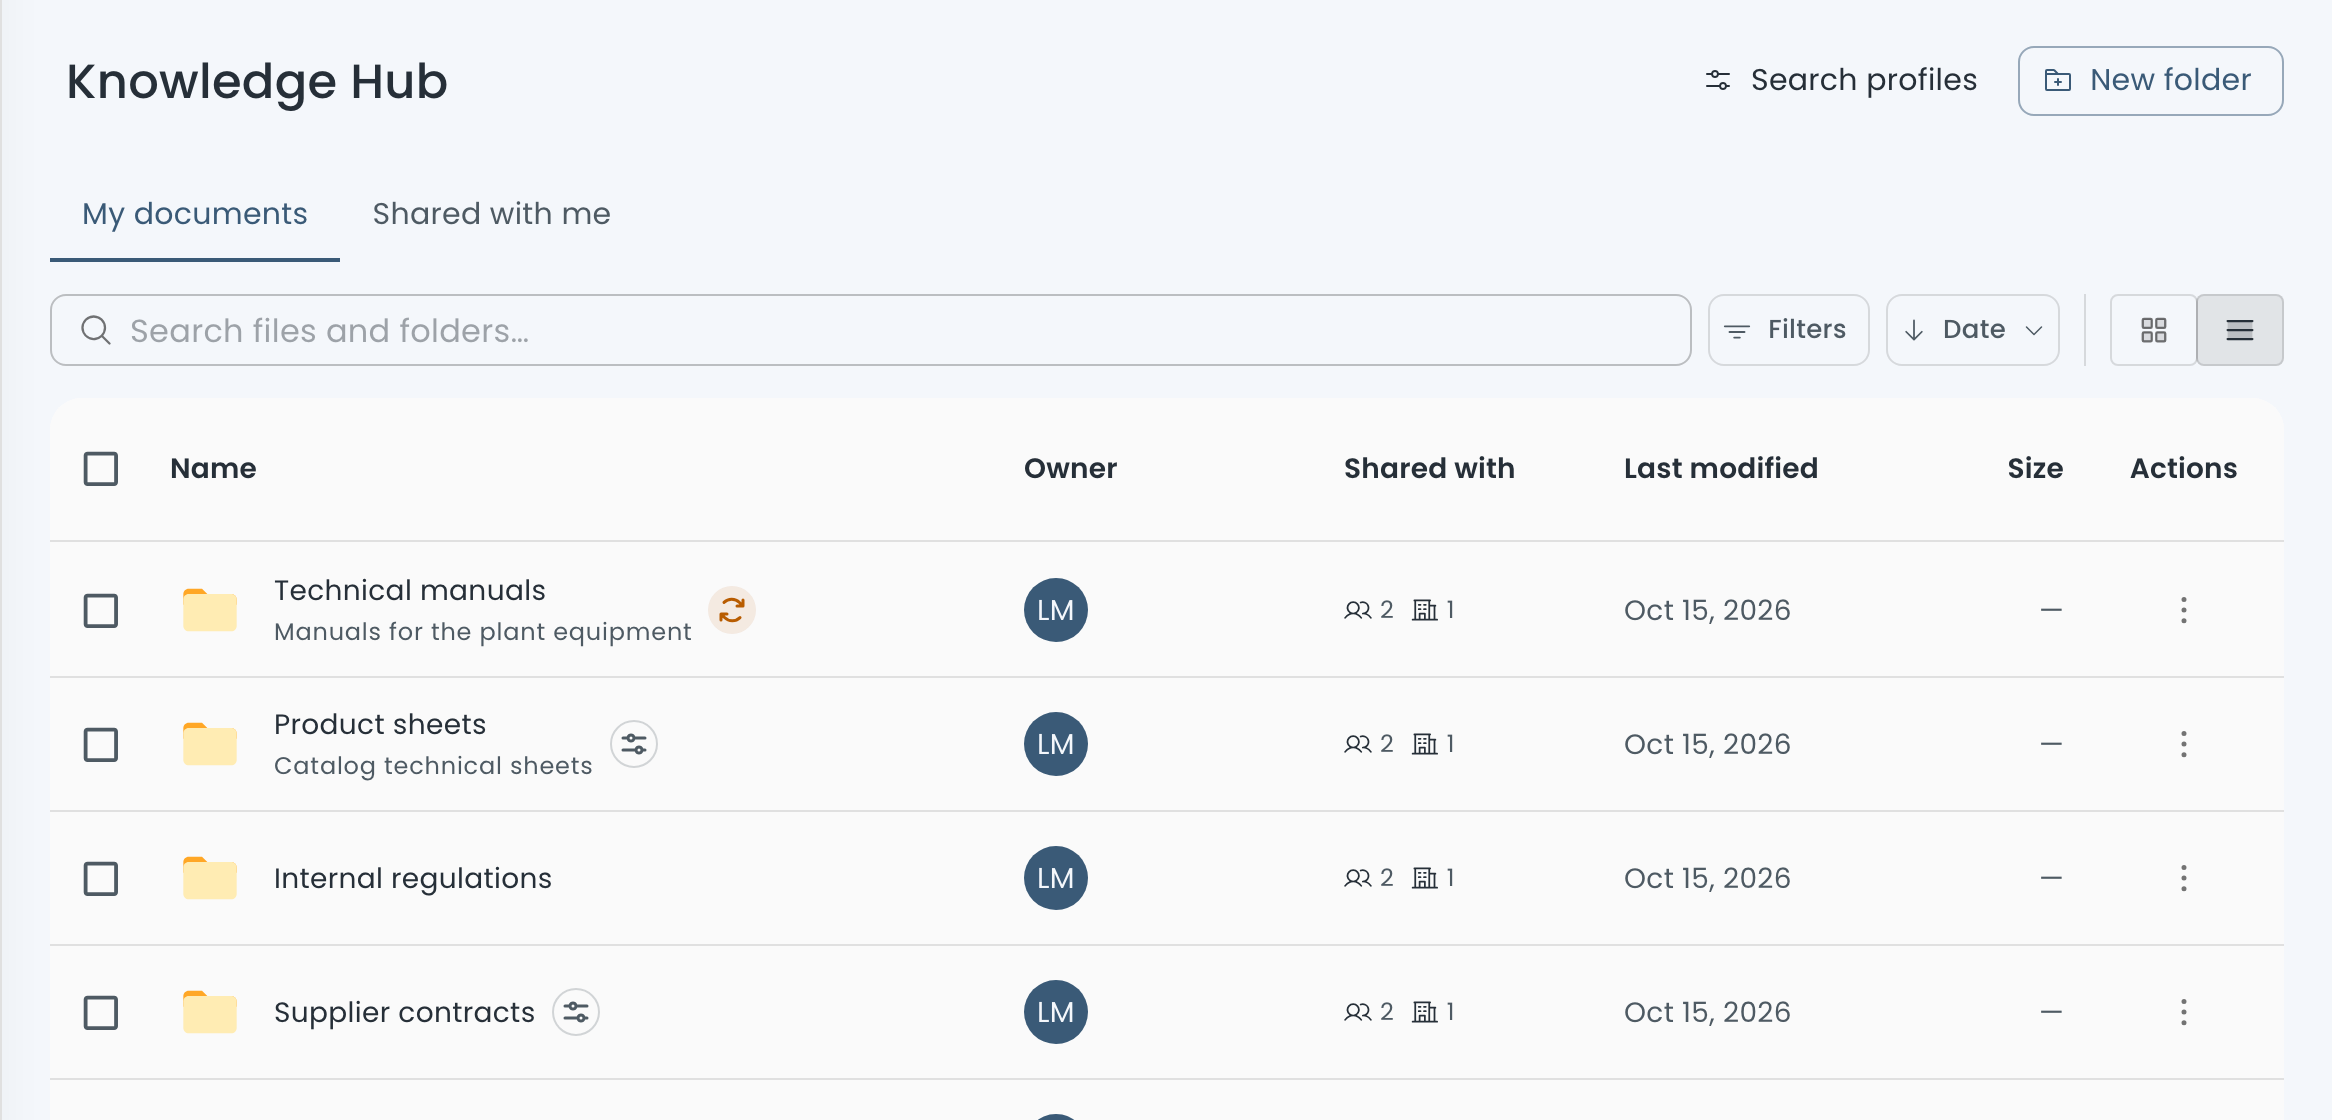 Knowledge Hub
Search profiles
New folder
My documents
Shared with me
Search files and folders...
Filters
Date
Name
Owner
Shared with
Last modified
Size
Actions
Technical manuals
Manuals for the plant equipment
LM
2
1
Oct 15, 2026
—
Product sheets
Catalog technical sheets
LM
2
1
Oct 15, 2026
—
Internal regulations
LM
2
1
Oct 15, 2026
—
Supplier contracts
LM
2
1
Oct 15, 2026
—